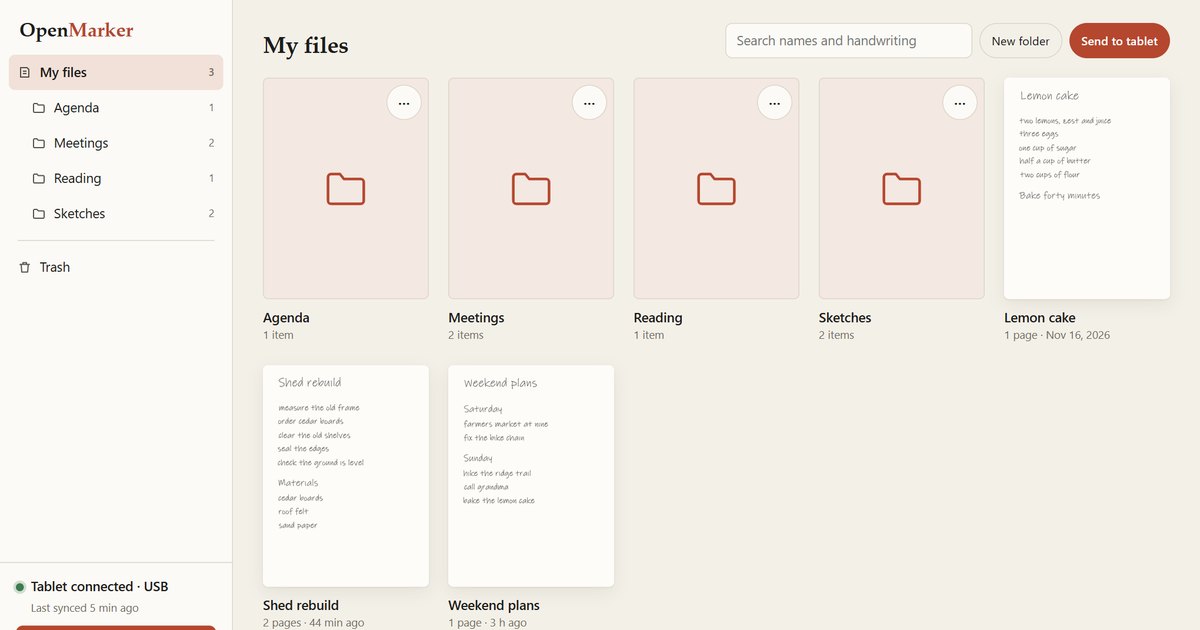 OpenMarker
My files 3
Agenda 1
Meetings 2
Reading 1
Sketches 2
Trash
Tablet connected · USB
Last synced 5 min ago
My files
Search names and handwriting
New folder
Send to tablet
Agenda
1 item
Meetings
2 items
Reading
1 item
Sketches
2 items
Lemon cake
two lemons, zest and juice
three eggs
one cup of sugar
half a cup of butter
two cups of flour
Bake forty minutes
Lemon cake
1 page · Nov 16, 2026
Shed rebuild
measure the old frame
order cedar boards
clear the old shelves
seal the edges
check the ground is level
Materials
cedar boards
roof felt
sand paper
Shed rebuild
2 pages · 44 min ago
Weekend plans
Saturday
farmers market at nine
fix the bike chain
Sunday
hike the ridge trail
call grandma
bake the lemon cake
Weekend plans
1 page · 3 h ago